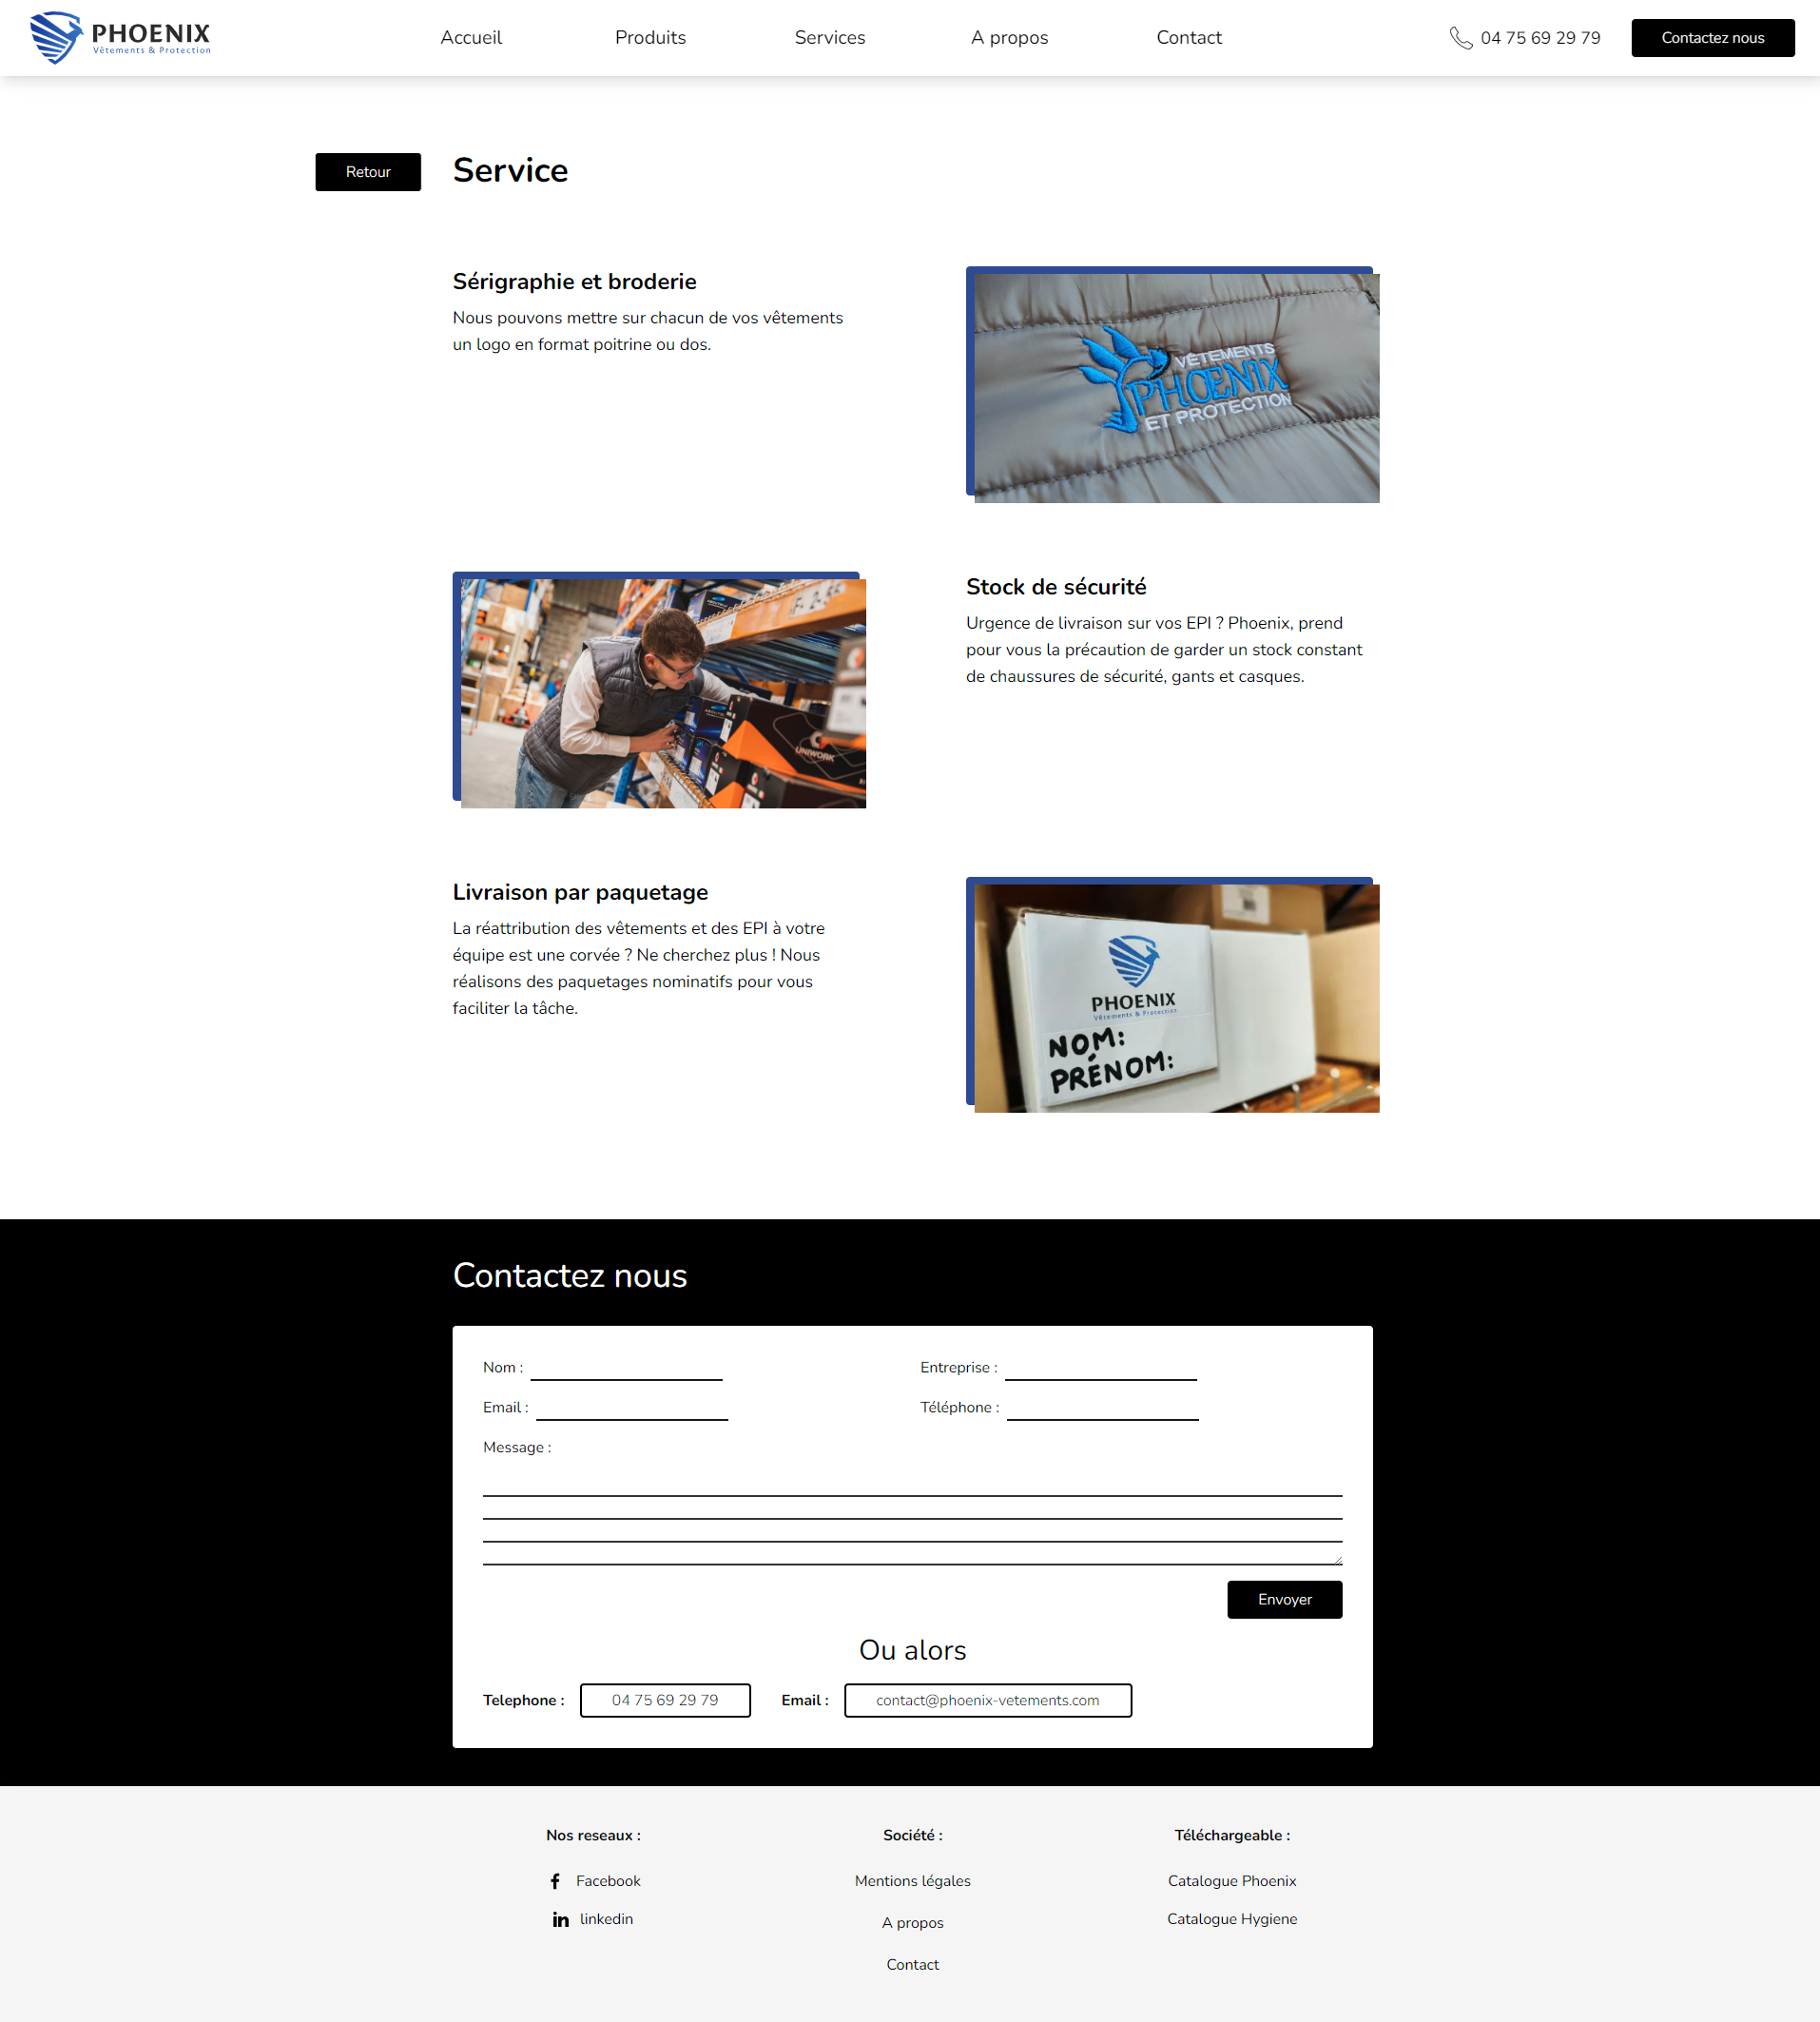 PHOENIX
Vêtements & Protection
Accueil
Produits
Services
A propos
Contact
04 75 69 29 79
Contactez nous
Retour
Service
Sérigraphie et broderie
Nous pouvons mettre sur chacun de vos vêtements
un logo en format poitrine ou dos.
VÊTEMENTS
PHOENIX
ET PROTECTION
UNIWORK
Stock de sécurité
Urgence de livraison sur vos EPI ? Phoenix, prend
pour vous la précaution de garder un stock constant
de chaussures de sécurité, gants et casques.
Livraison par paquetage
La réattribution des vêtements et des EPI à votre
équipe est une corvée ? Ne cherchez plus ! Nous
réalisons des paquetages nominatifs pour vous
faciliter la tâche.
PHOENIX
Vêtements & Protection
NOM:
PRÉNOM:
Contactez nous
Nom :
Entreprise :
Email :
Téléphone :
Message :
Envoyer
Ou alors
Telephone : 04 75 69 29 79 Email : contact@phoenix-vetements.com
Nos reseaux :
Facebook
linkedin
Société :
Mentions légales
A propos
Contact
Téléchargeable :
Catalogue Phoenix
Catalogue Hygiene